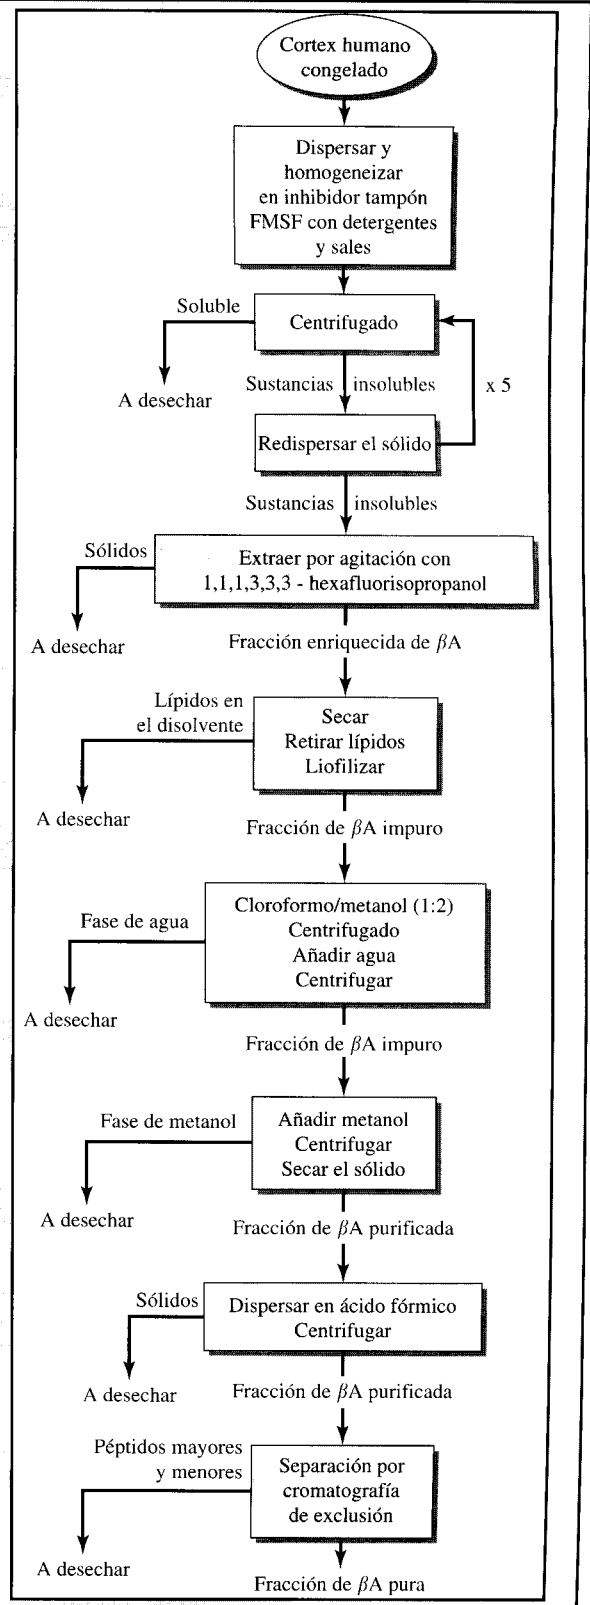 Cortex humano
congelado
Dispersar y
homogeneizar
en inhibidor tampón
FMSF con detergentes
y sales
Soluble
Centrifugado
A desechar
Sustancias insolubles
x 5
Redispersar el sólido
Sustancias insolubles
Sólidos
Extraer por agitación con
1,1,1,3,3,3 - hexafluorisopropanol
A desechar
Fracción enriquecida de βA
Lípidos en
el disolvente
Secar
Retirar lípidos
Liofilizar
A desechar
Fracción de βA impuro
Fase de agua
Cloroformo/metanol (1:2)
Centrifugado
Añadir agua
Centrifugar
A desechar
Fracción de βA impuro
Fase de metanol
Añadir metanol
Centrifugar
Secar el sólido
A desechar
Fracción de βA purificada
Sólidos
Dispersar en ácido fórmico
Centrifugar
A desechar
Fracción de βA purificada
Péptidos mayores
y menores
Separación por
cromatografía
de exclusión
A desechar
Fracción de βA pura